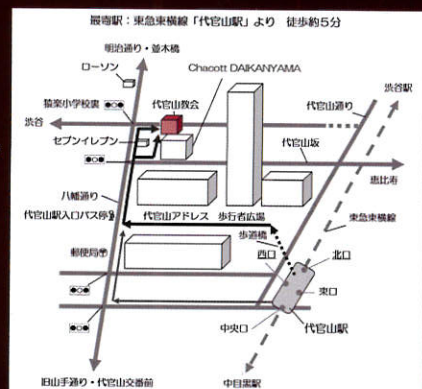 最寄駅：東急東横線「代官山駅」より　徒歩約5分
明治通り・並木橋
ローソン
Chacott DAIKANYAMA
渋谷駅
猿楽小学校裏
代官山教会
代官山通り
渋谷
セブンイレブン
代官山坂
恵比寿
八幡通り
代官山駅入口バス停
代官山アドレス
歩行者広場
東急東横線
歩道橋
郵便局〒
西口
北口
東口
中央口
代官山駅
旧山手通り・代官山交番前
中目黒駅